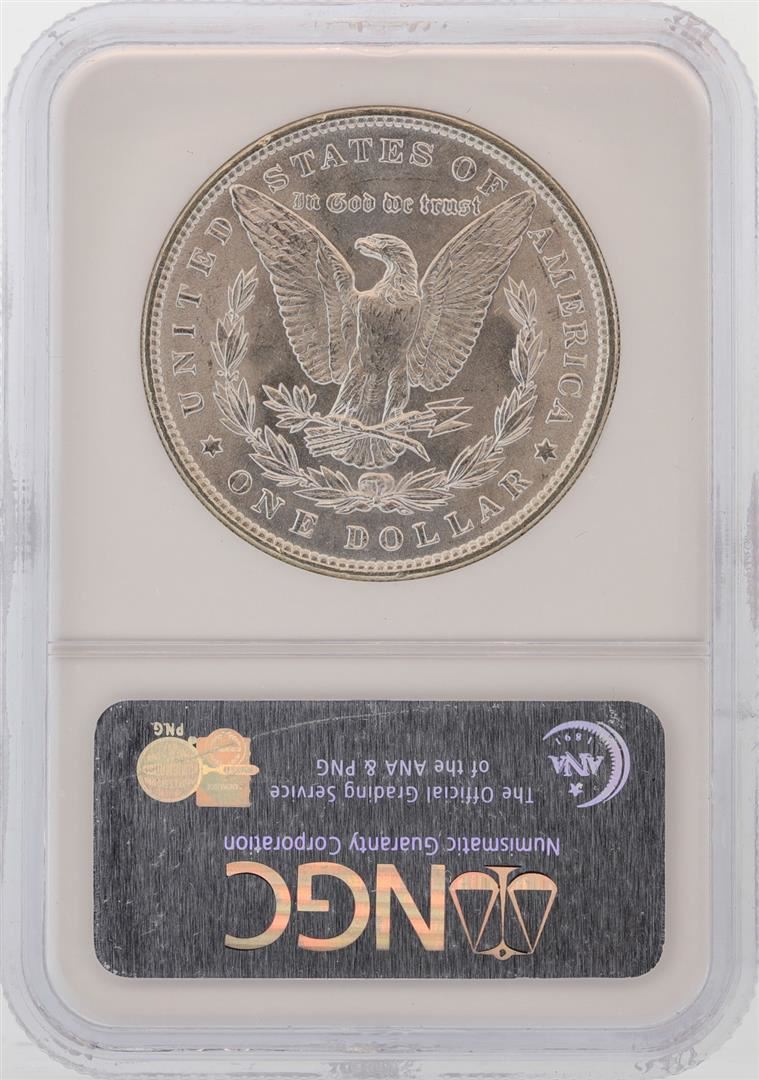 UNITED STATES OF AMERICA
In God we trust
ONE DOLLAR
NGC
Numismatic Guaranty Corporation
The Official Grading Service
of the ANA & PNG
ANA
1891
P.N.G.